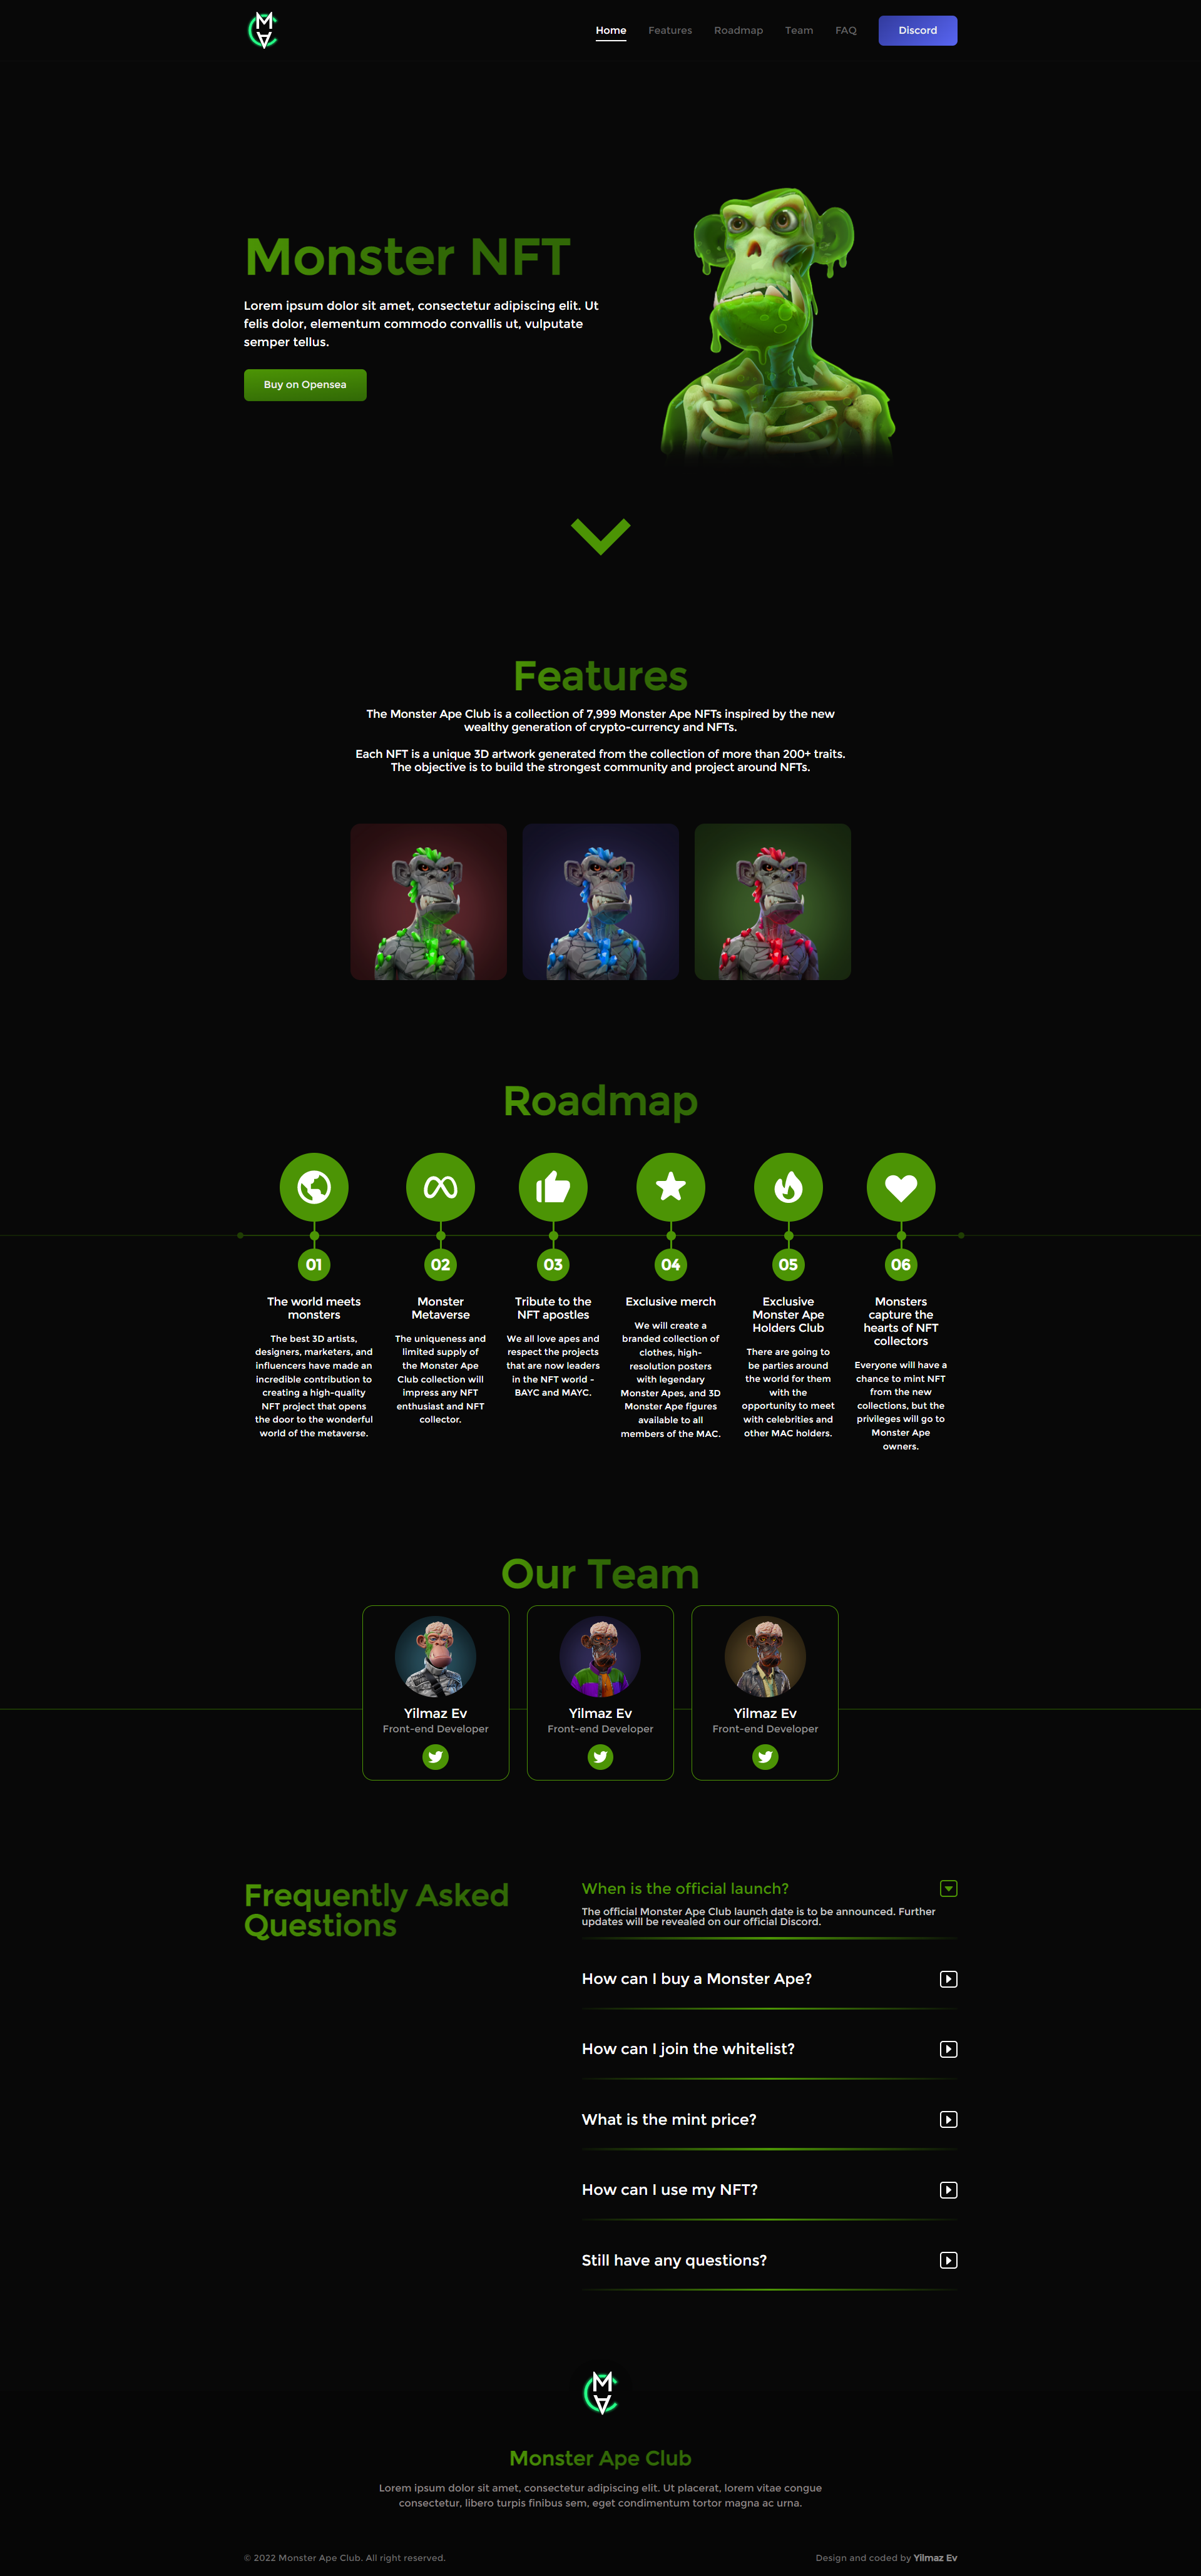 Home Features Roadmap Team FAQ Discord
Monster NFT
Lorem ipsum dolor sit amet, consectetur adipiscing elit. Ut
felis dolor, elementum commodo convallis ut, vulputate
semper tellus.
Buy on Opensea
Features
The Monster Ape Club is a collection of 7,999 Monster Ape NFTs inspired by the new
wealthy generation of crypto-currency and NFTs.
Each NFT is a unique 3D artwork generated from the collection of more than 200+ traits.
The objective is to build the strongest community and project around NFTs.
Roadmap
01
The world meets
monsters
The best 3D artists,
designers, marketers, and
influencers have made an
incredible contribution to
creating a high-quality
NFT project that opens
the door to the wonderful
world of the metaverse.
02
Monster
Metaverse
The uniqueness and
limited supply of
the Monster Ape
Club collection will
impress any NFT
enthusiast and NFT
collector.
03
Tribute to the
NFT apostles
We all love apes and
respect the projects
that are now leaders
in the NFT world -
BAYC and MAYC.
04
Exclusive merch
We will create a
branded collection of
clothes, high-
resolution posters
with legendary
Monster Apes, and 3D
Monster Ape figures
available to all
members of the MAC.
05
Exclusive
Monster Ape
Holders Club
There are going to
be parties around
the world for them
with the
opportunity to meet
with celebrities and
other MAC holders.
06
Monsters
capture the
hearts of NFT
collectors
Everyone will have a
chance to mint NFT
from the new
collections, but the
privileges will go to
Monster Ape
owners.
Our Team
Yilmaz Ev
Front-end Developer
Yilmaz Ev
Front-end Developer
Yilmaz Ev
Front-end Developer
Frequently Asked
Questions
When is the official launch?
The official Monster Ape Club launch date is to be announced. Further
updates will be revealed on our official Discord.
How can I buy a Monster Ape?
How can I join the whitelist?
What is the mint price?
How can I use my NFT?
Still have any questions?
Monster Ape Club
Lorem ipsum dolor sit amet, consectetur adipiscing elit. Ut placerat, lorem vitae congue
consectetur, libero turpis finibus sem, eget condimentum tortor magna ac urna.
© 2022 Monster Ape Club. All right reserved.
Design and coded by Yilmaz Ev